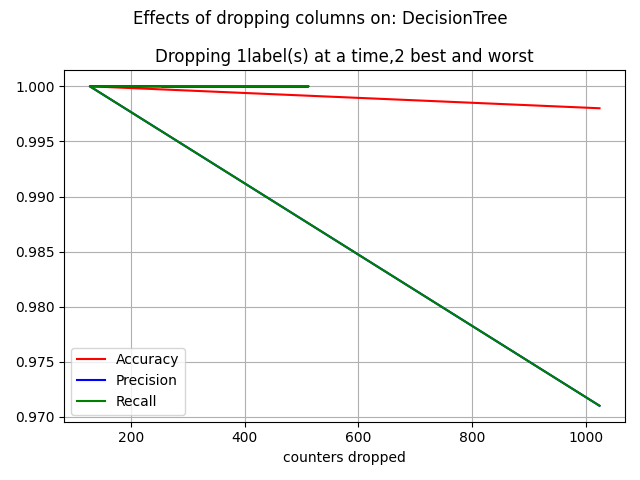 Effects of dropping columns on: DecisionTree
Dropping 1label(s) at a time,2 best and worst
1.000
0.995
0.990
0.985
0.980
0.975
0.970
Accuracy
Precision
Recall
200 400 600 800 1000
counters dropped